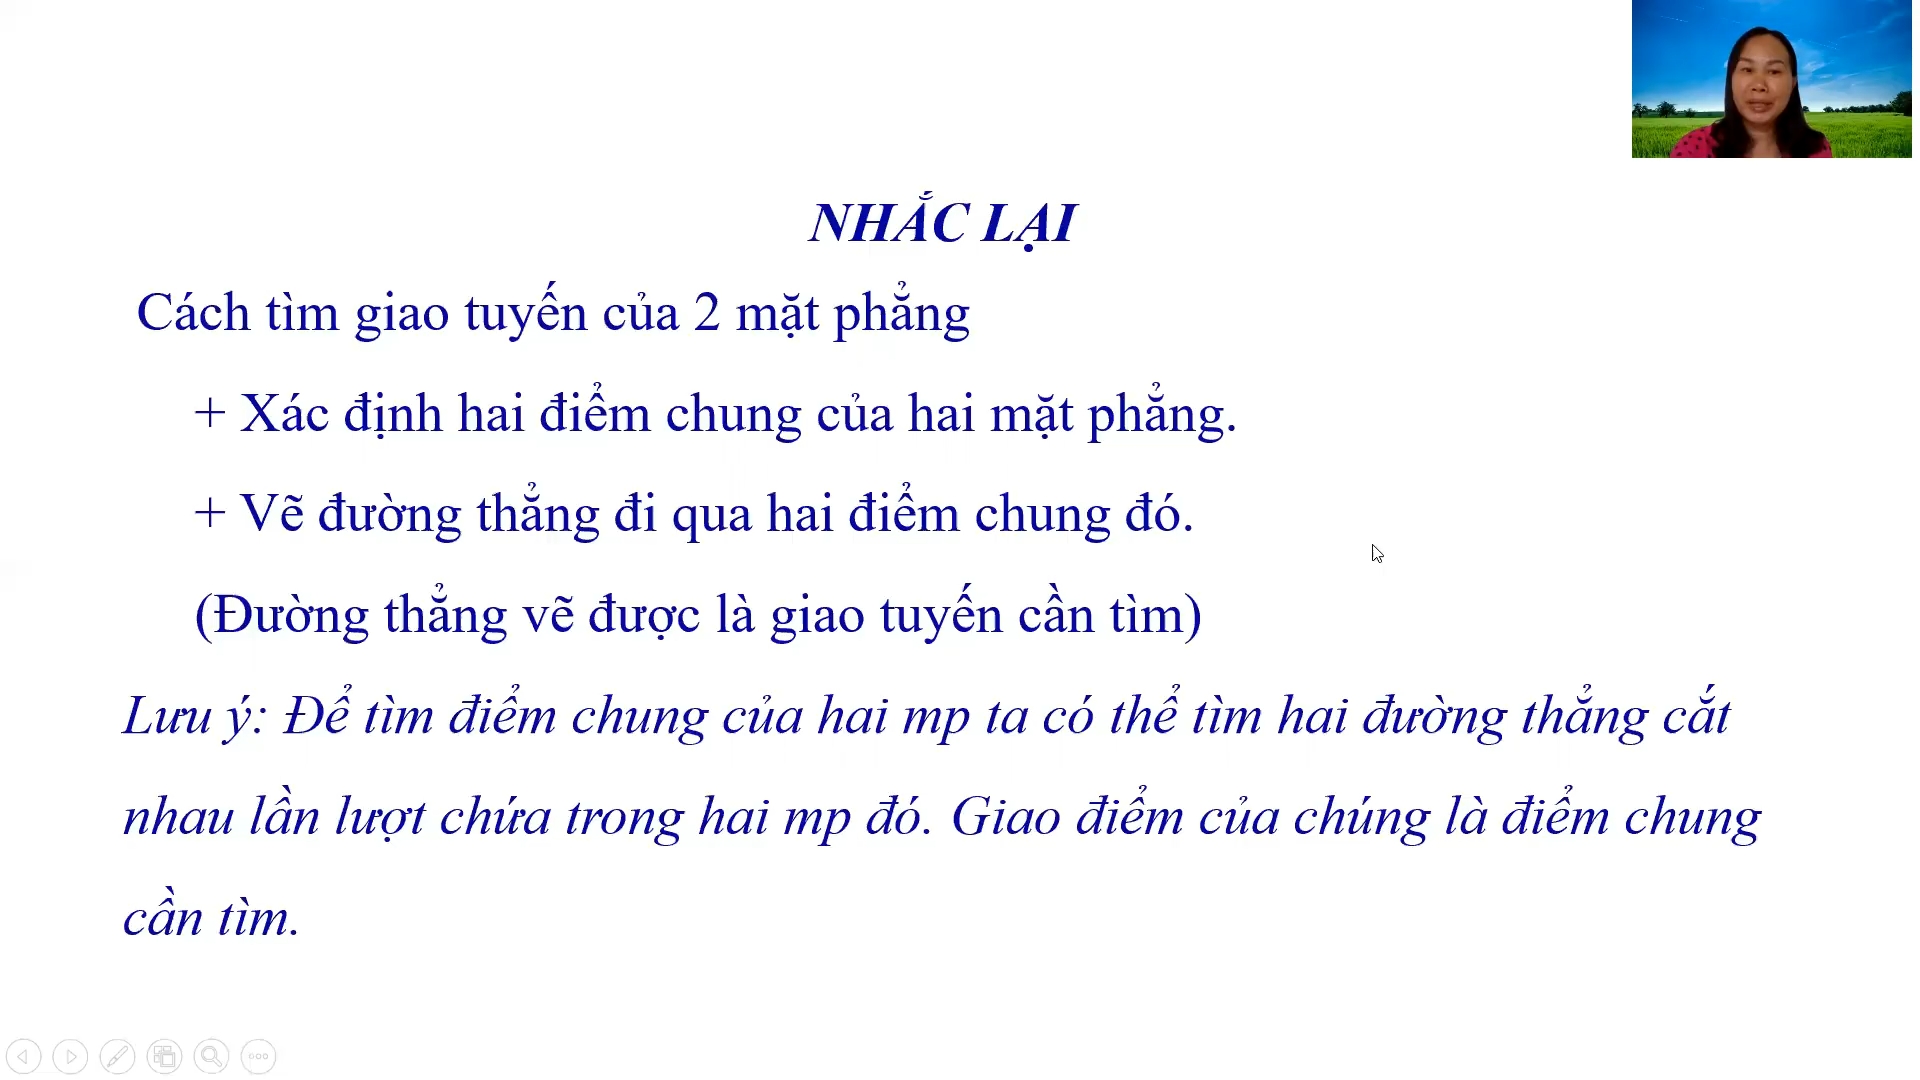 NHẮC LẠI
Cách tìm giao tuyến của 2 mặt phẳng
+ Xác định hai điểm chung của hai mặt phẳng.
+ Vẽ đường thẳng đi qua hai điểm chung đó.
(Đường thẳng vẽ được là giao tuyến cần tìm)
Lưu ý: Để tìm điểm chung của hai mp ta có thể tìm hai đường thẳng cắt
nhau lần lượt chứa trong hai mp đó. Giao điểm của chúng là điểm chung
cần tìm.